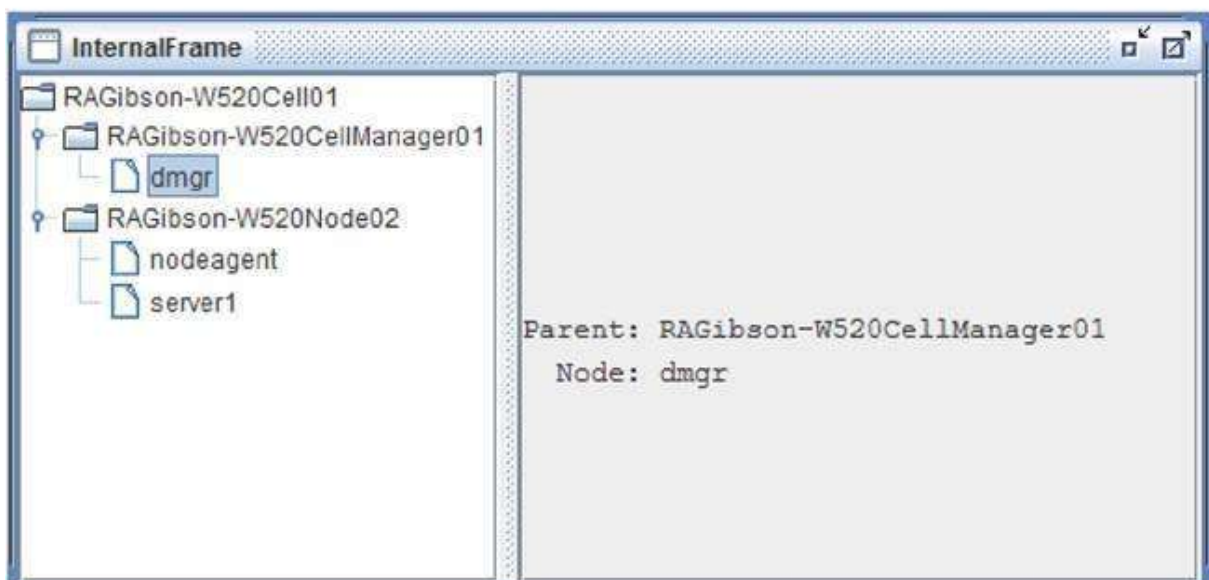 InternalFrame
RAGibson-W520Cell01
RAGibson-W520CellManager01
dmgr
RAGibson-W520Node02
nodeagent
server1
Parent: RAGibson-W520CellManager01
Node: dmgr